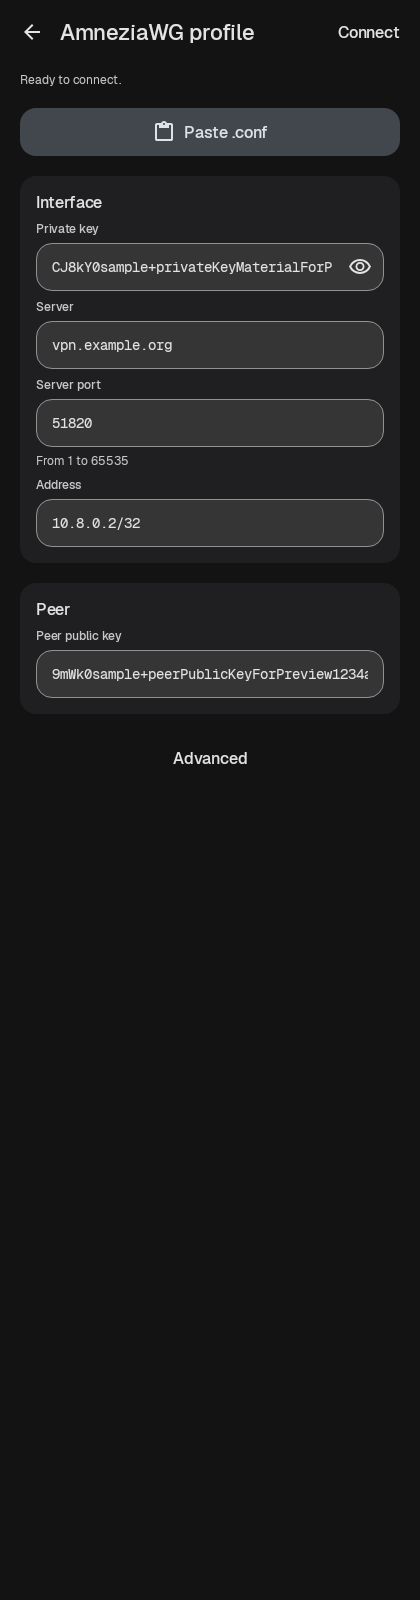 AmneziaWG profile
Connect
Ready to connect.
Paste .conf
Interface
Private key
CJ8kY0sample+privateKeyMaterialForP
Server
vpn.example.org
Server port
51820
From 1 to 65535
Address
10.8.0.2/32
Peer
Peer public key
9mWk0sample+peerPublicKeyForPreview1234a
Advanced